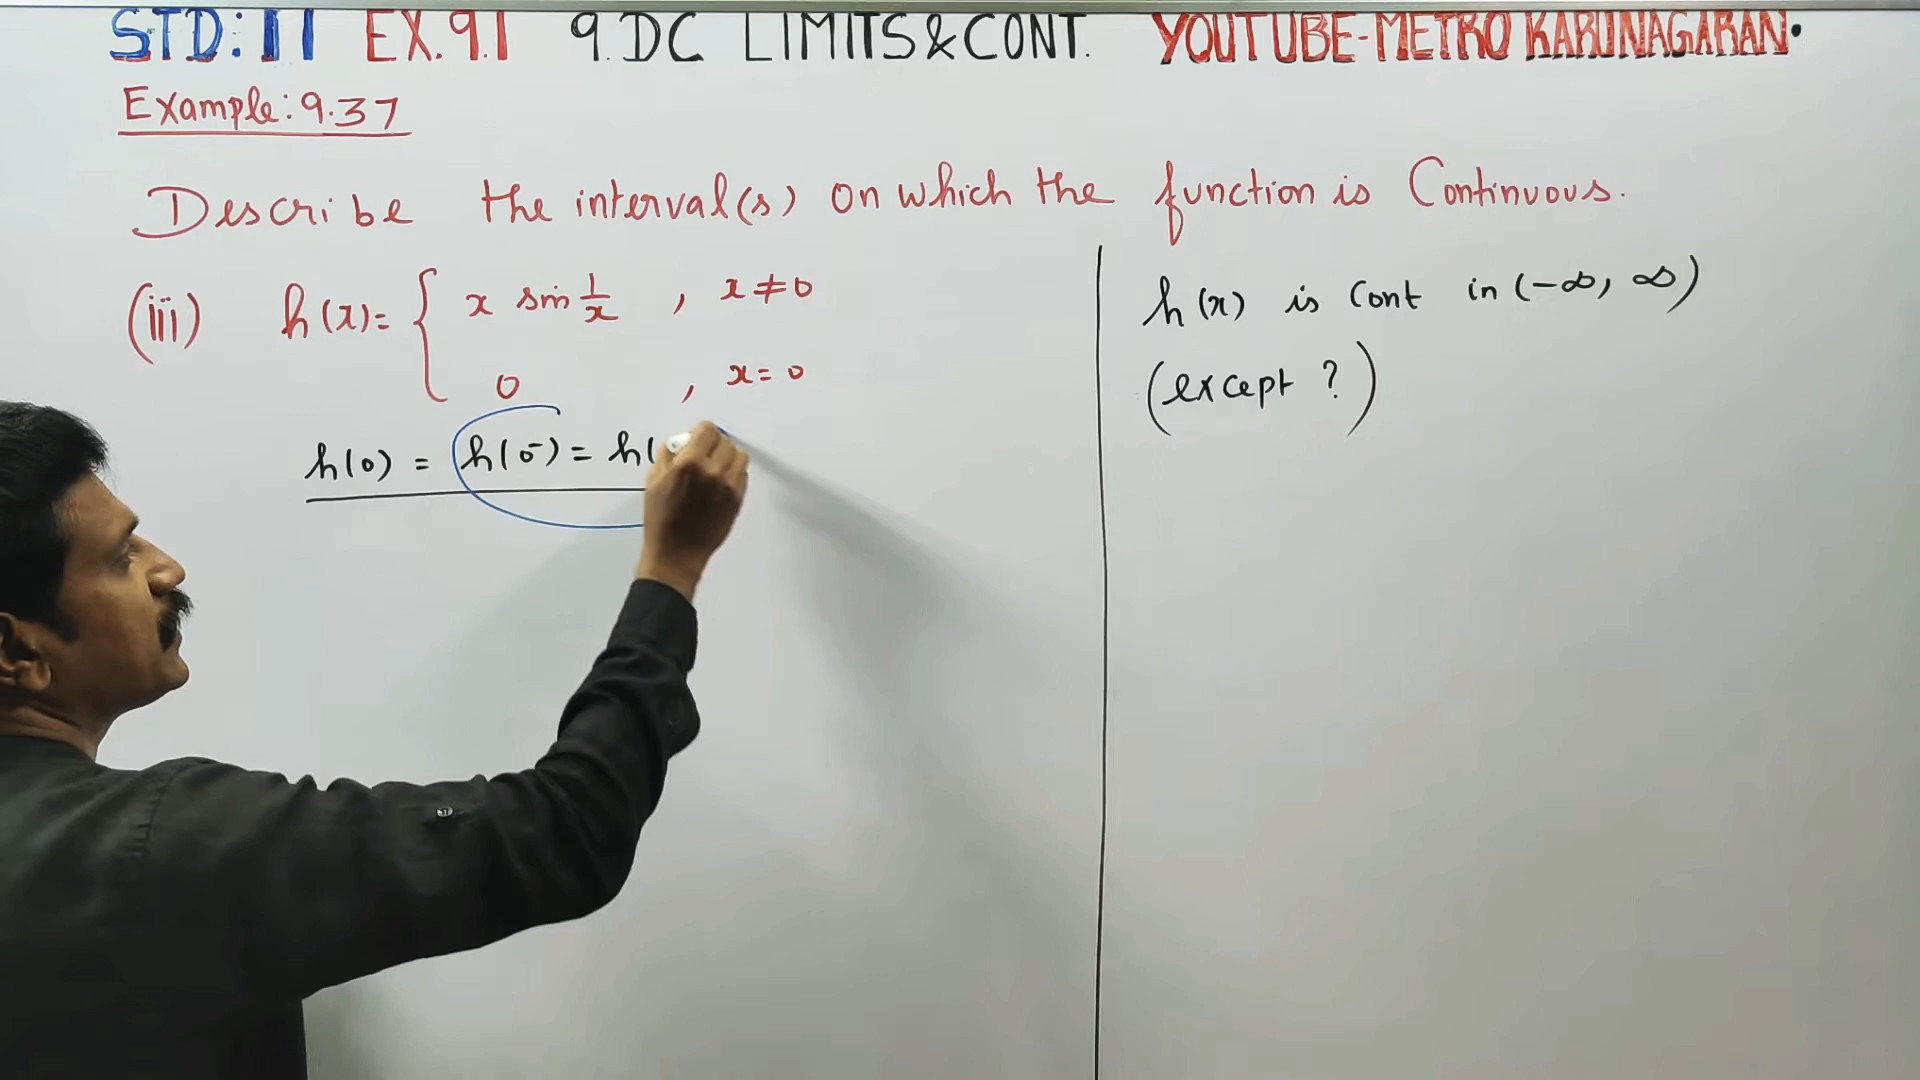 STD:11 EX.9.1 9.DC LIMITS&CONT. YOUTUBE-METRO KARUNAGARAN.
Example:9.37
Describe the interval(s) on which the function is Continuous.
(iii) h(x)= { x sin 1/x , x≠0
0 , x=0
h(0) = h(0⁻) = h(
h(x) is Cont in (-∞, ∞)
(except ?)